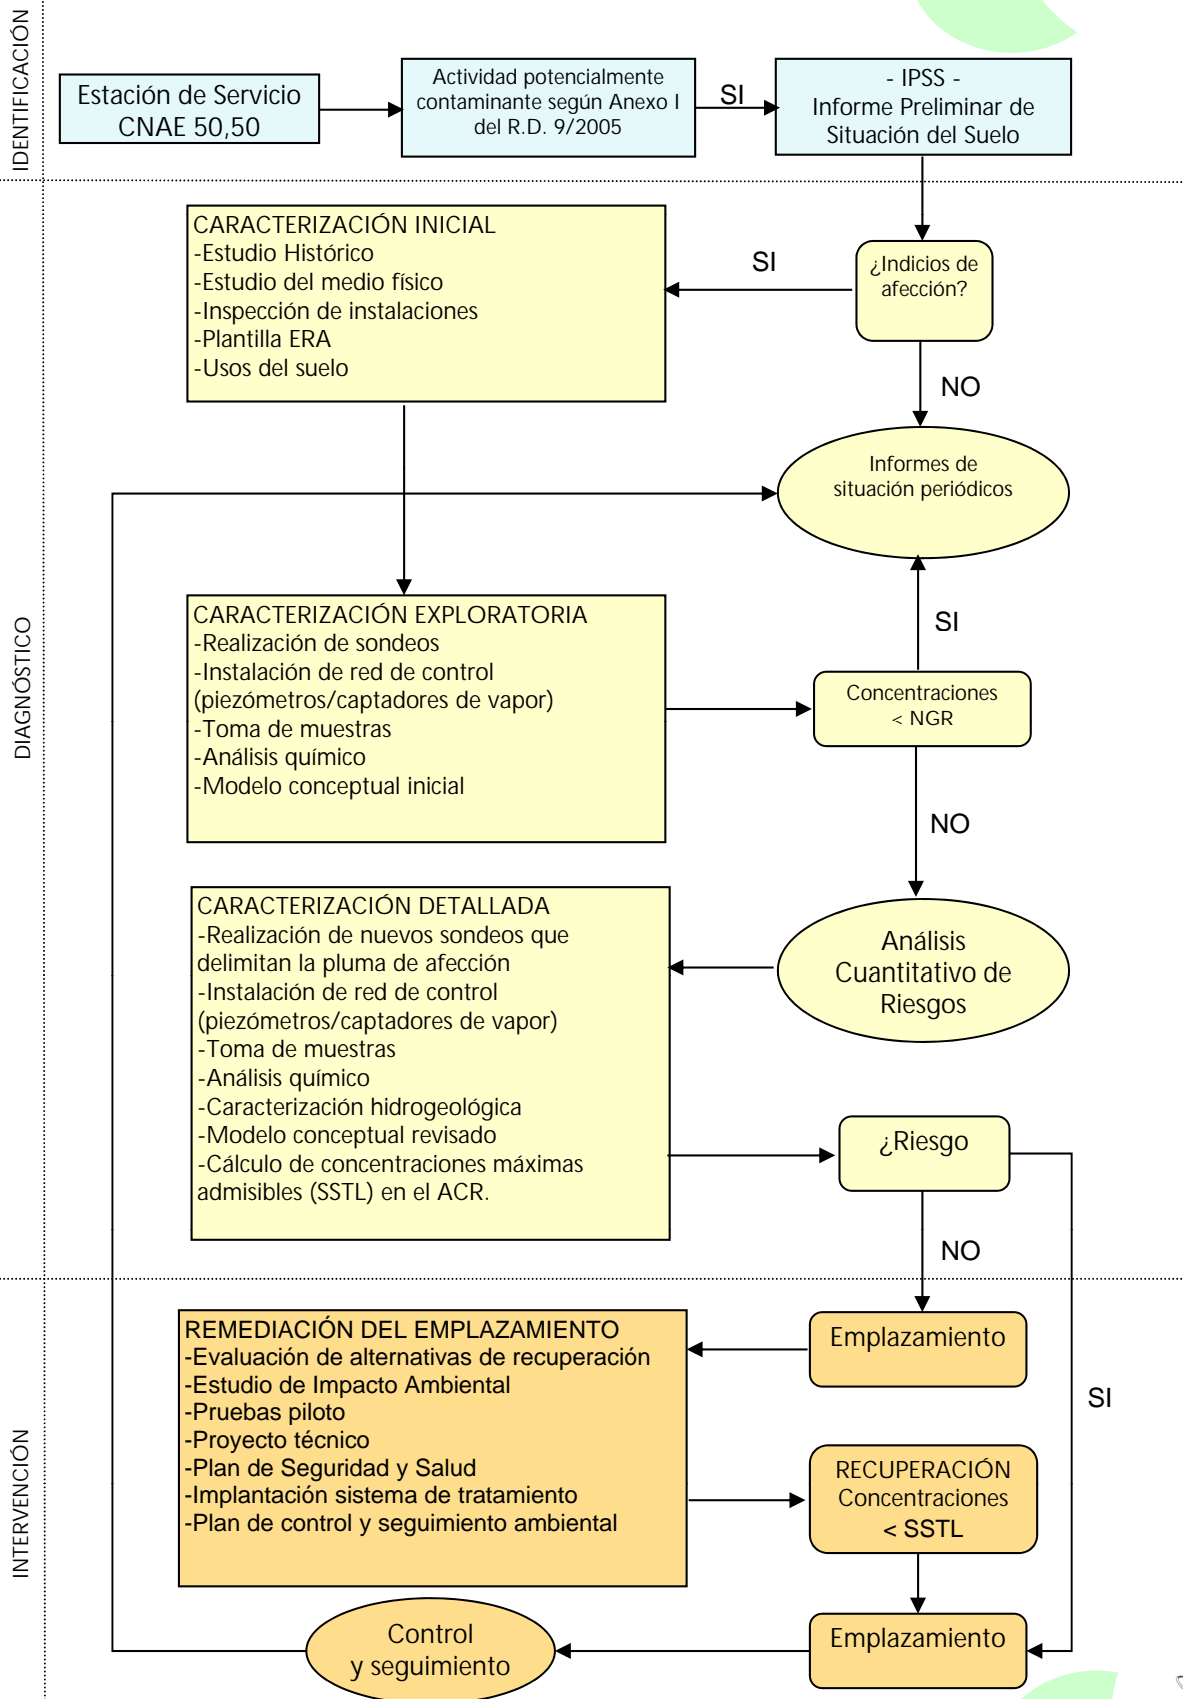 IDENTIFICACIÓN
Estación de Servicio
CNAE 50,50
Actividad potencialmente
contaminante según Anexo I
del R.D. 9/2005
SI
- IPSS -
Informe Preliminar de
Situación del Suelo
DIAGNÓSTICO
CARACTERIZACIÓN INICIAL
-Estudio Histórico
-Estudio del medio físico
-Inspección de instalaciones
-Plantilla ERA
-Usos del suelo
SI
¿Indicios de
afección?
NO
Informes de
situación periódicos
CARACTERIZACIÓN EXPLORATORIA
-Realización de sondeos
-Instalación de red de control
(piezómetros/captadores de vapor)
-Toma de muestras
-Análisis químico
-Modelo conceptual inicial
SI
Concentraciones
< NGR
NO
CARACTERIZACIÓN DETALLADA
-Realización de nuevos sondeos que
delimitan la pluma de afección
-Instalación de red de control
(piezómetros/captadores de vapor)
-Toma de muestras
-Análisis químico
-Caracterización hidrogeológica
-Modelo conceptual revisado
-Cálculo de concentraciones máximas
admisibles (SSTL) en el ACR.
Análisis
Cuantitativo de
Riesgos
¿Riesgo
NO
SI
INTERVENCIÓN
REMEDIACIÓN DEL EMPLAZAMIENTO
-Evaluación de alternativas de recuperación
-Estudio de Impacto Ambiental
-Pruebas piloto
-Proyecto técnico
-Plan de Seguridad y Salud
-Implantación sistema de tratamiento
-Plan de control y seguimiento ambiental
Emplazamiento
RECUPERACIÓN
Concentraciones
< SSTL
Emplazamiento
Control
y seguimiento